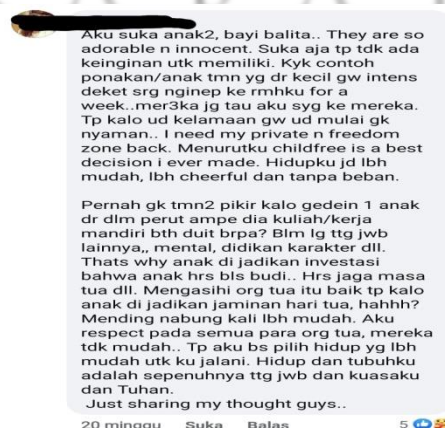 Aku suka anak2, bayi balita.. They are so
adorable n innocent. Suka aja tp tdk ada
keinginan utk memiliki. Kyk contoh
ponakan/anak tmn yg dr kecil gw intens
deket srg nginep ke rmhku for a
week..mer3ka jg tau aku syg ke mereka.
Tp kalo ud kelamaan gw ud mulai gk
nyaman.. I need my private n freedom
zone back. Menurutku childfree is a best
decision i ever made. Hidupku jd lbh
mudah, lbh cheerful dan tanpa beban.

Pernah gk tmn2 pikir kalo gedein 1 anak
dr dlm perut ampe dia kuliah/kerja
mandiri bth duit brpa? Blm lg ttg jwb
lainnya,, mental, didikan karakter dll.
Thats why anak di jadikan investasi
bahwa anak hrs bls budi.. Hrs jaga masa
tua dll. Mengasihi org tua itu baik tp kalo
anak di jadikan jaminan hari tua, hahhh?
Mending nabung kali lbh mudah. Aku
respect pada semua para org tua, mereka
tdk mudah.. Tp aku bs pilih hidup yg lbh
mudah utk ku jalani. Hidup dan tubuhku
adalah sepenuhnya ttg jwb dan kuasaku
dan Tuhan.
Just sharing my thought guys..
20 minggu Suka Balas 5